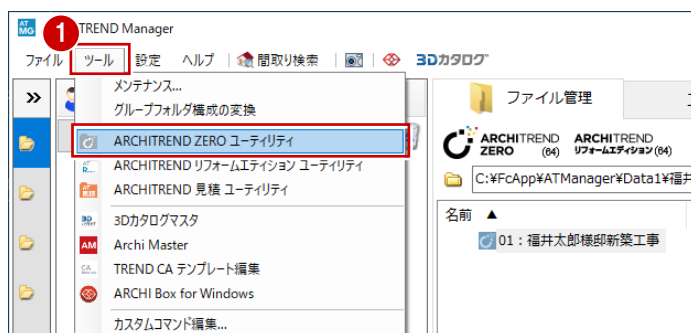 TREND Manager
1
ファイル ツール 設定 ヘルプ 間取り検索 3Dカタログ
メンテナンス...
グループフォルダ構成の変換
ARCHITREND ZERO ユーティリティ
ARCHITREND リフォームエディション ユーティリティ
ARCHITREND 見積 ユーティリティ
3Dカタログマスタ
AM Archi Master
TREND CA テンプレート編集
ARCHI Box for Windows
カスタムコマンド編集...
ファイル管理
ARCHITREND ZERO (64)
ARCHITREND リフォームエディション (64)
C:¥FcApp¥ATManager¥Data1¥福井
名前 ▲
01：福井太郎様邸新築工事